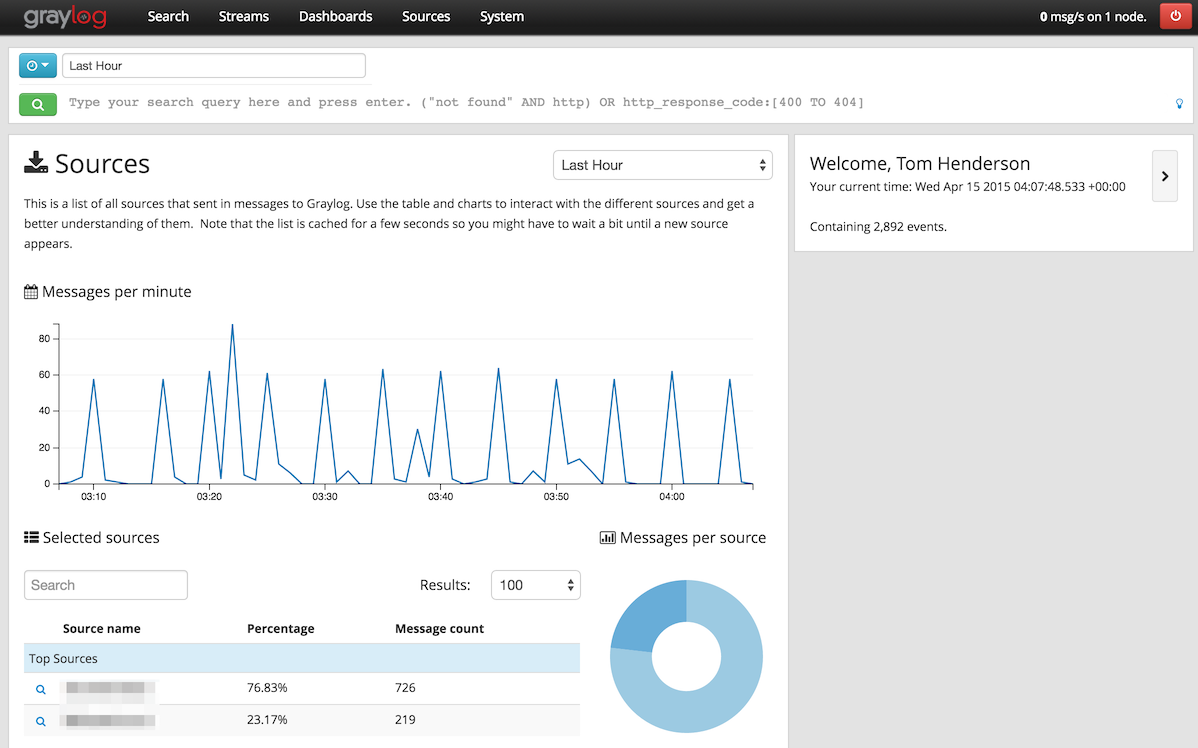 graylog Search Streams Dashboards Sources System 0 msg/s on 1 node.
Last Hour
Type your search query here and press enter. ("not found" AND http) OR http_response_code:[400 TO 404]
Sources
Last Hour
This is a list of all sources that sent in messages to Graylog. Use the table and charts to interact with the different sources and get a
better understanding of them. Note that the list is cached for a few seconds so you might have to wait a bit until a new source
appears.
Welcome, Tom Henderson
Your current time: Wed Apr 15 2015 04:07:48.533 +00:00
Containing 2,892 events.
Messages per minute
80
60
40
20
0
03:10 03:20 03:30 03:40 03:50 04:00
Selected sources
Search
Results: 100
Source name Percentage Message count
Top Sources
76.83% 726
23.17% 219
Messages per source